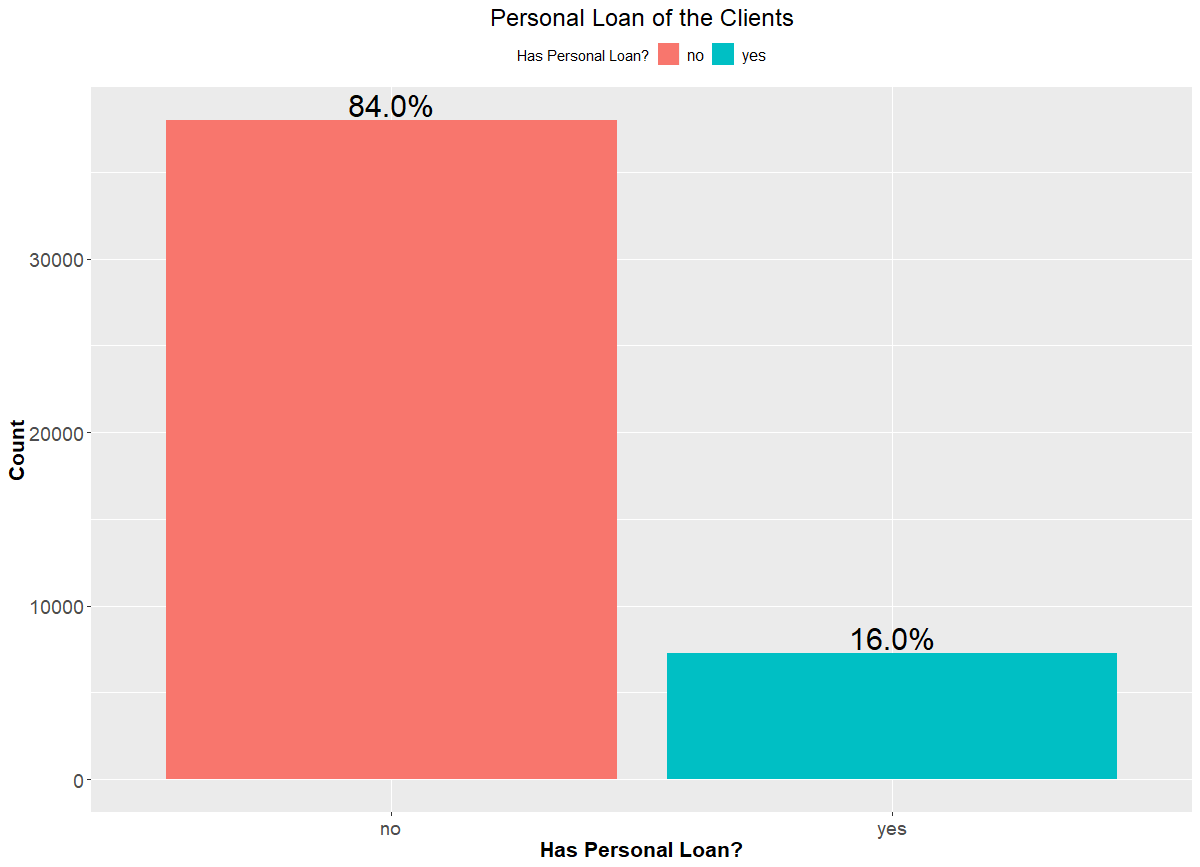 Personal Loan of the Clients
Has Personal Loan? no yes
84.0%
30000
20000
10000
0
Count
16.0%
no yes
Has Personal Loan?